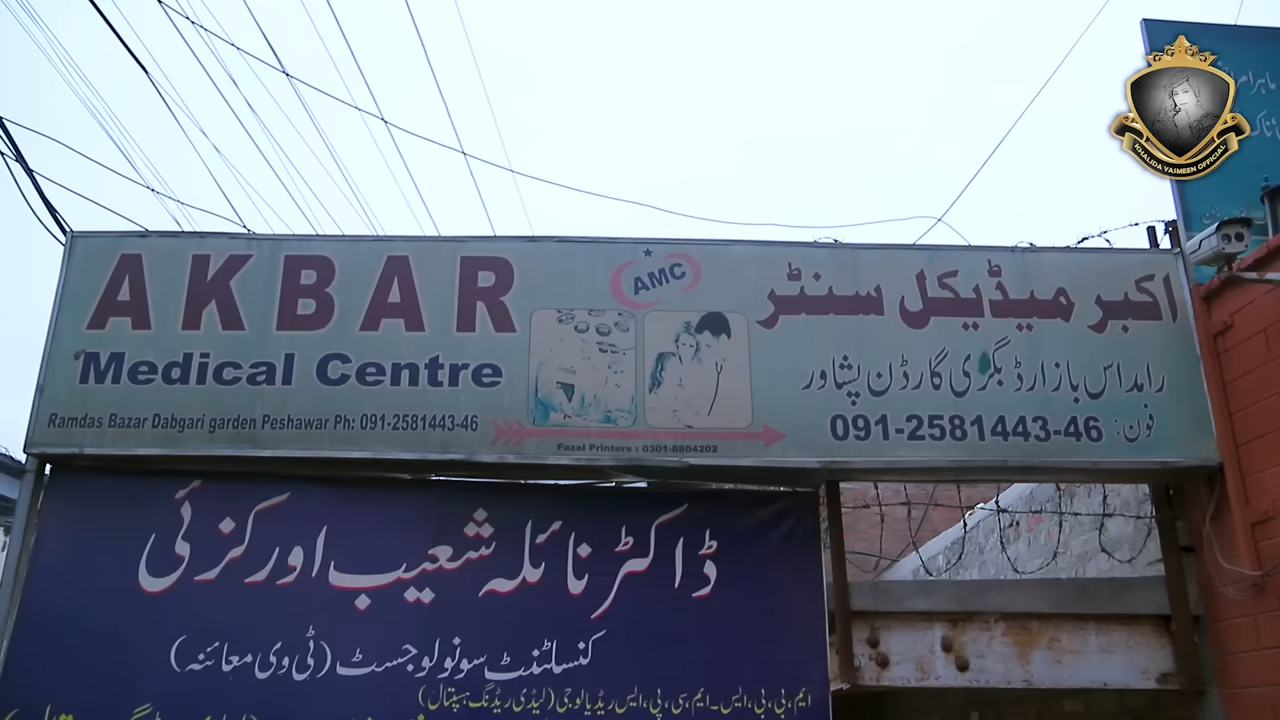 AKBAR
Medical Centre
Ramdas Bazar Dabgari garden Peshawar Ph: 091-2581443-46
AMC
Fazal Printers : 0301-8804202
اکبر میڈیکل سنٹر
رامداس بازار ڈبگری گارڈن پشاور
فون: 091-2581443-46
ڈاکٹر نائلہ شعیب اورکزئی
کنسلٹنٹ سونولوجسٹ (ٹی وی معائنہ)
ایم،بی،بی،ایس۔ایم،سی،پی،ایس ریڈیالوجی (لیڈی ریڈنگ ہسپتال)
KHALIDA YASMEEN OFFICIAL